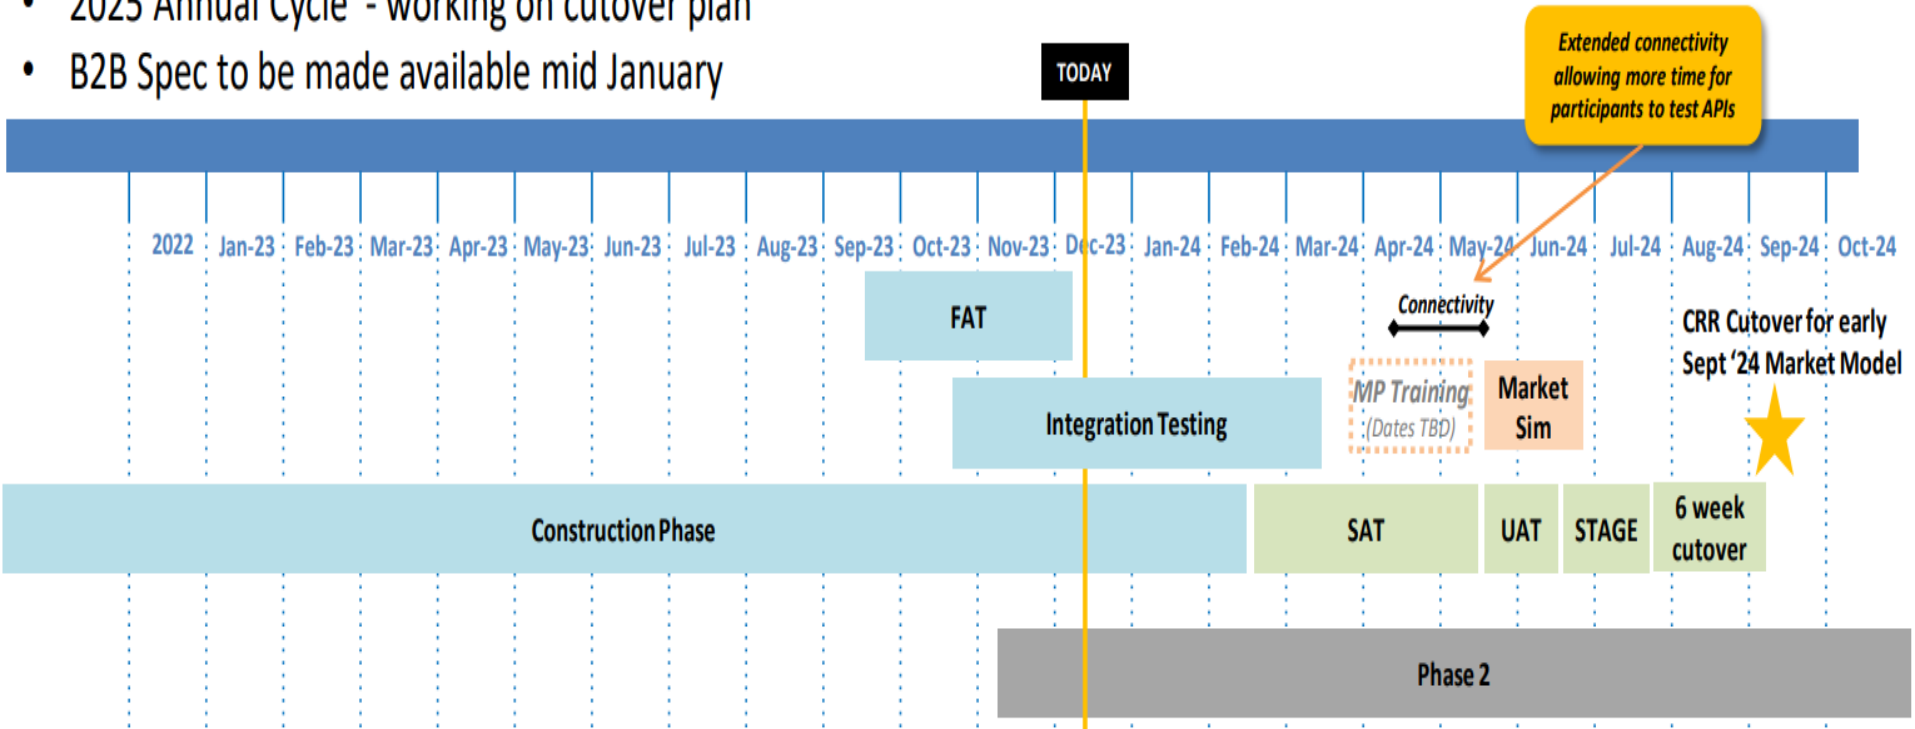 • 2025 Annual Cycle - working on cutover plan
• B2B Spec to be made available mid January
TODAY
Extended connectivity
allowing more time for
participants to test APIs
2022 Jan-23 Feb-23 Mar-23 Apr-23 May-23 Jun-23 Jul-23 Aug-23 Sep-23 Oct-23 Nov-23 Dec-23 Jan-24 Feb-24 Mar-24 Apr-24 May-24 Jun-24 Jul-24 Aug-24 Sep-24 Oct-24
FAT
Connectivity
CRR Cutover for early
Sept ‘24 Market Model
Integration Testing
MP Training
(Dates TBD)
Market
Sim
Construction Phase
SAT
UAT
STAGE
6 week
cutover
Phase 2